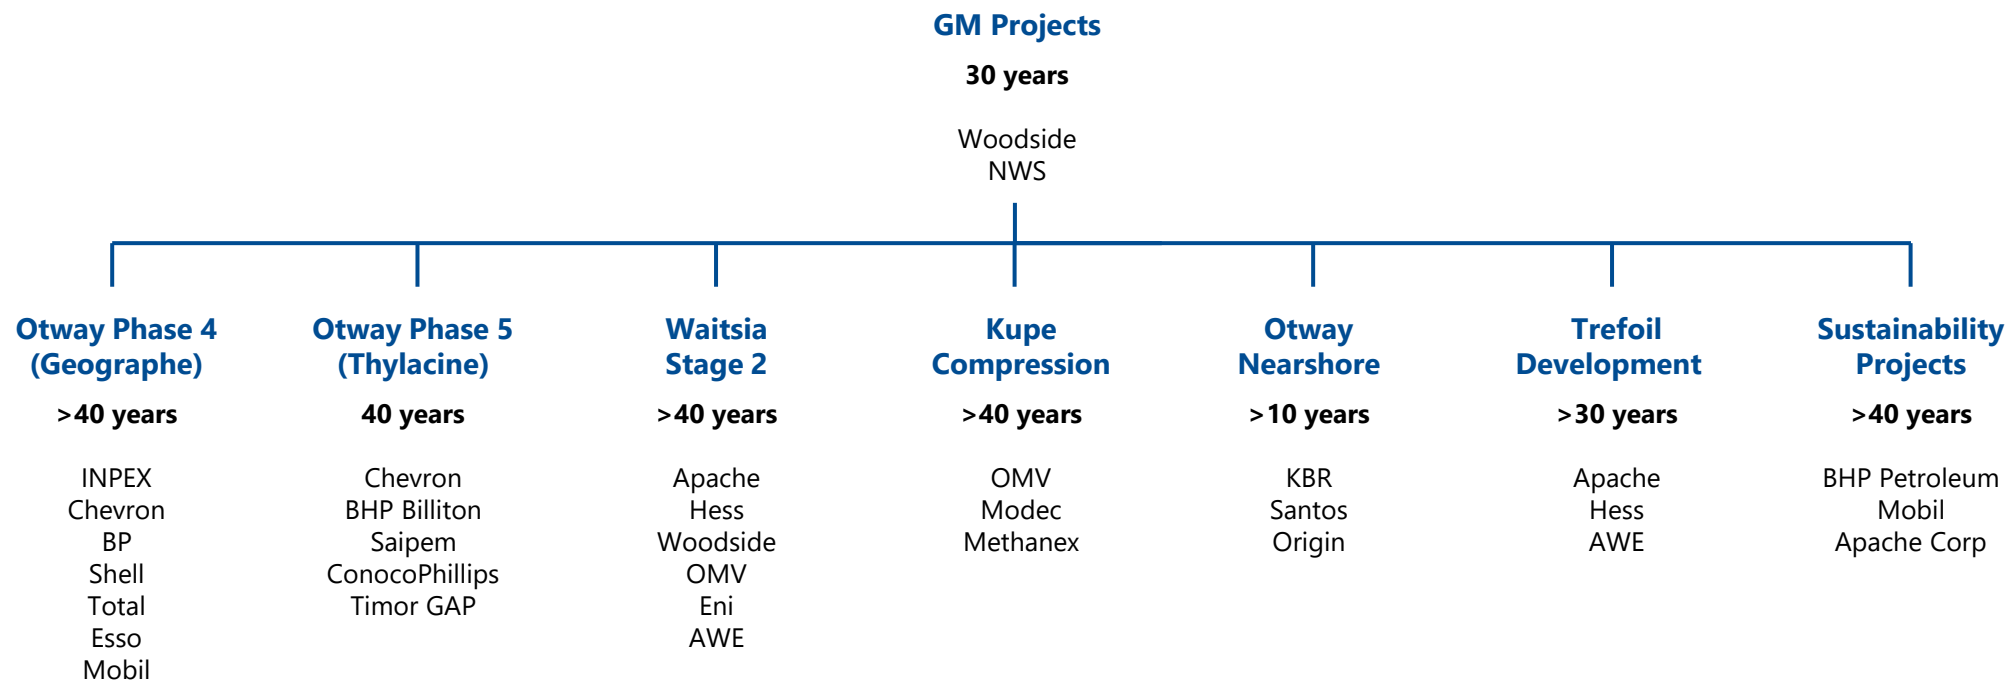 GM Projects
30 years
Woodside
NWS
Otway Phase 4
(Geographe)
>40 years
INPEX
Chevron
BP
Shell
Total
Esso
Mobil
Otway Phase 5
(Thylacine)
40 years
Chevron
BHP Billiton
Saipem
ConocoPhillips
Timor GAP
Waitsia
Stage 2
>40 years
Apache
Hess
Woodside
OMV
Eni
AWE
Kupe
Compression
>40 years
OMV
Modec
Methanex
Otway
Nearshore
>10 years
KBR
Santos
Origin
Trefoil
Development
>30 years
Apache
Hess
AWE
Sustainability
Projects
>40 years
BHP Petroleum
Mobil
Apache Corp